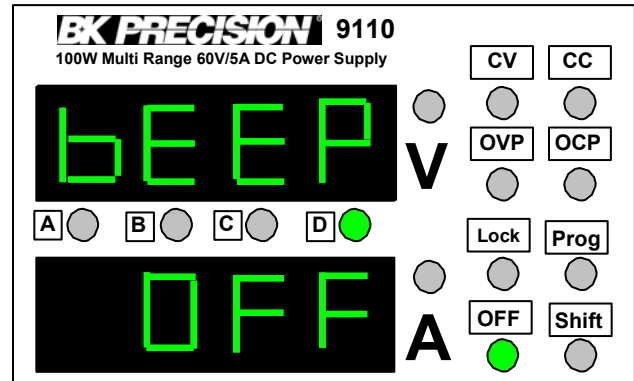 BK PRECISION® 9110
100W Multi Range 60V/5A DC Power Supply
CV CC
bEEP
V
OVP OCP
A B C D
Lock Prog
OFF
A
OFF Shift